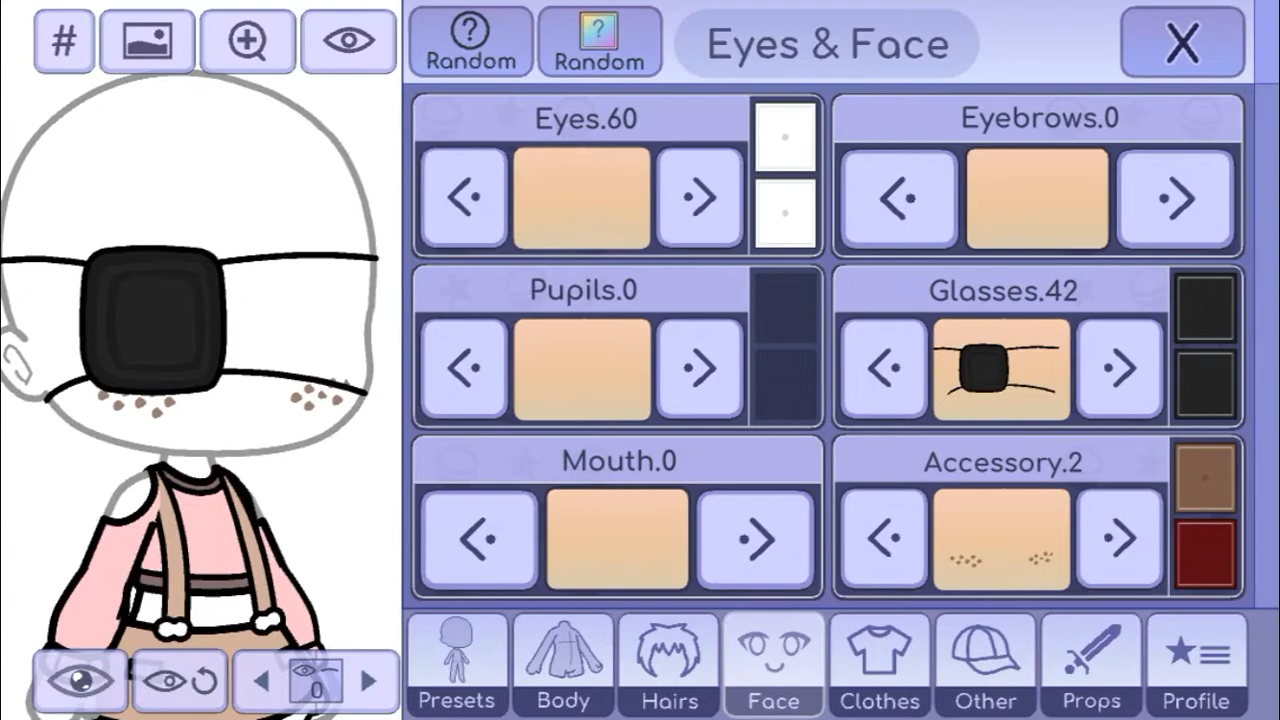 #
?
Random
?
Random
Eyes & Face
X
Eyes.60
Eyebrows.0
Pupils.0
Glasses.42
Mouth.0
Accessory.2
0
Presets
Body
Hairs
Face
Clothes
Other
Props
Profile